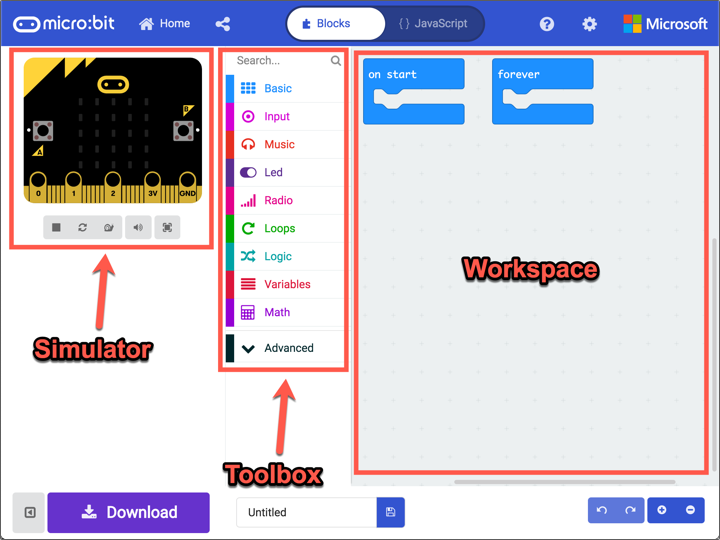 micro:bit
Home
Blocks
{ } JavaScript
Microsoft
Search...
Basic
Input
Music
Led
Radio
Loops
Logic
Variables
Math
Advanced
on start
forever
B
A
0 1 2 3V GND
Simulator
Toolbox
Workspace
Download
Untitled